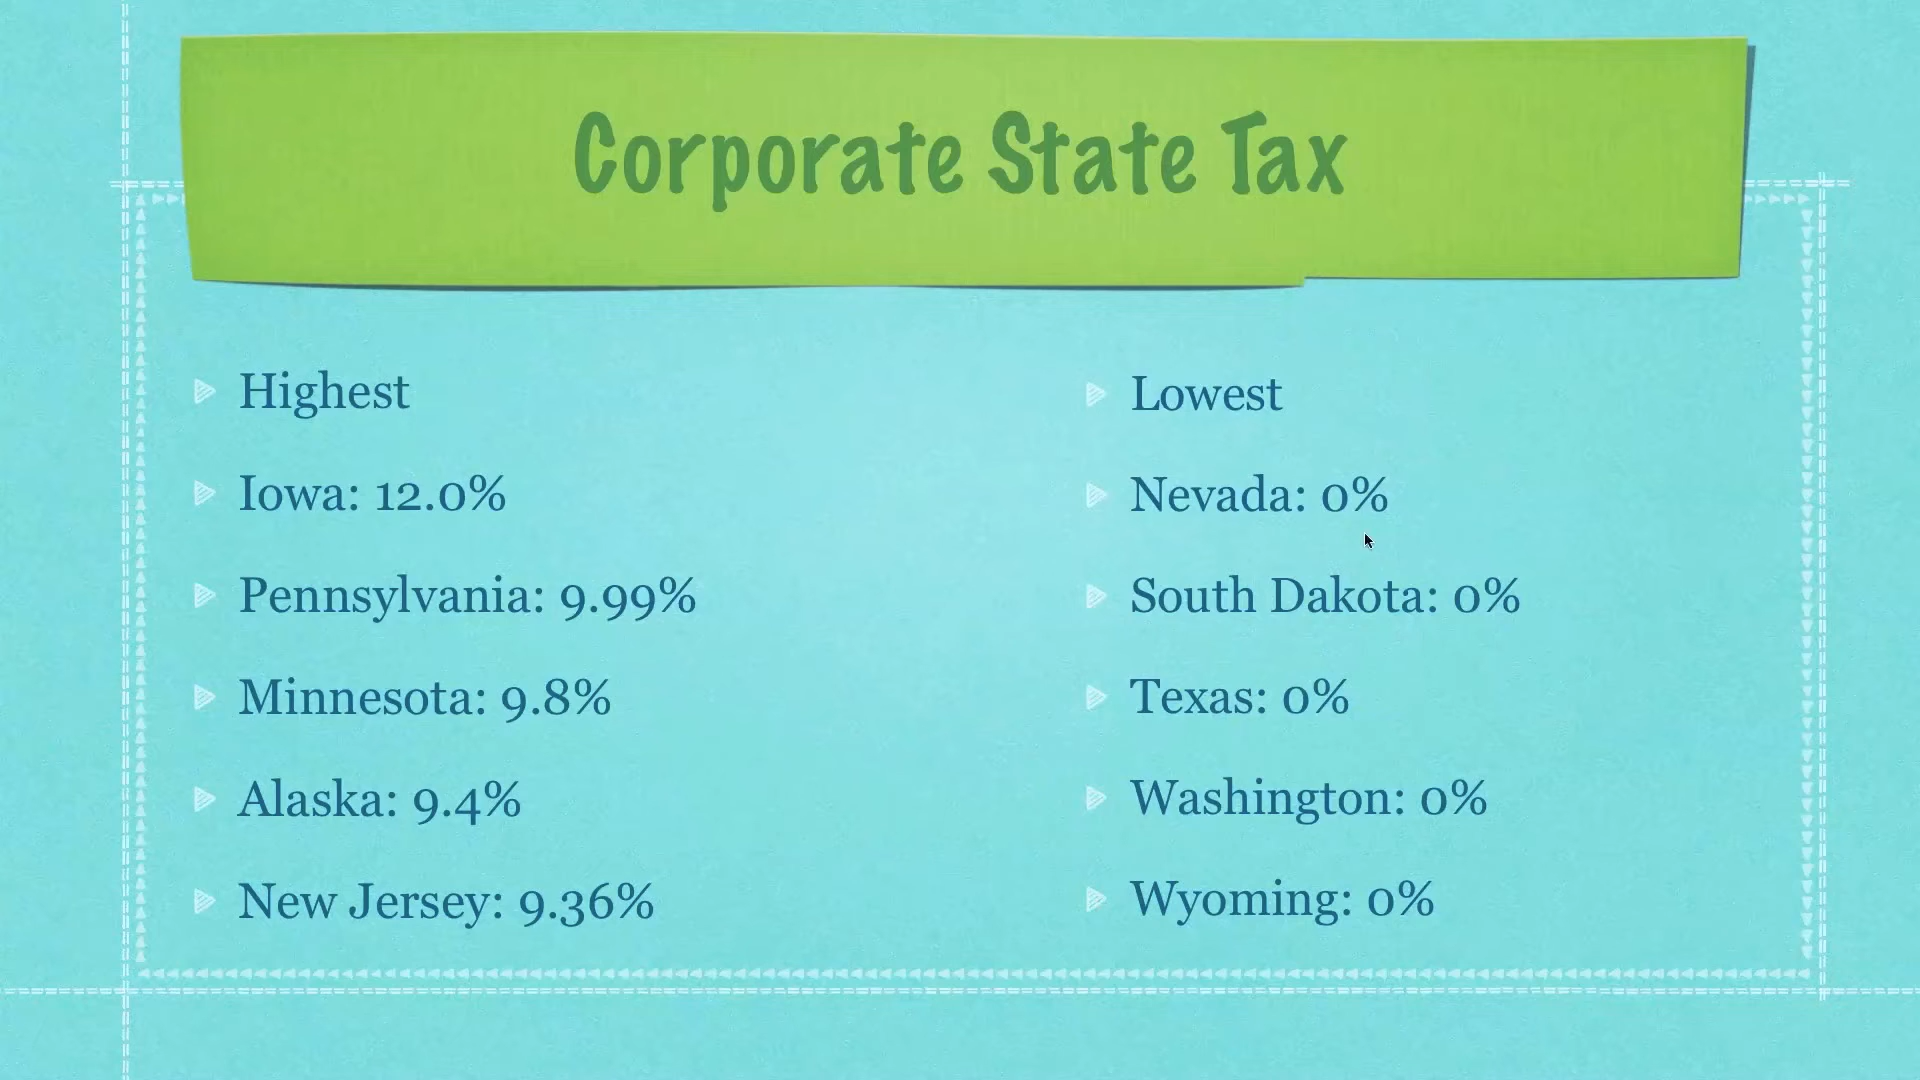 Corporate State Tax
Highest
Iowa: 12.0%
Pennsylvania: 9.99%
Minnesota: 9.8%
Alaska: 9.4%
New Jersey: 9.36%
Lowest
Nevada: 0%
South Dakota: 0%
Texas: 0%
Washington: 0%
Wyoming: 0%